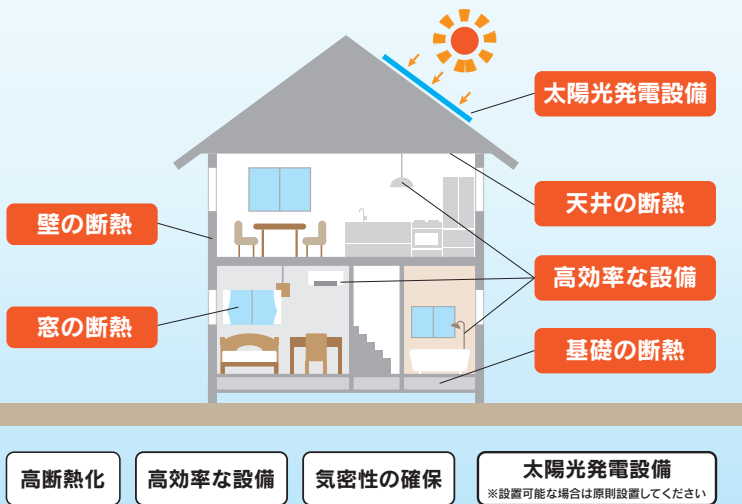 太陽光発電設備
天井の断熱
壁の断熱
高効率な設備
窓の断熱
基礎の断熱
高断熱化
高効率な設備
気密性の確保
太陽光発電設備
※設置可能な場合は原則設置してください